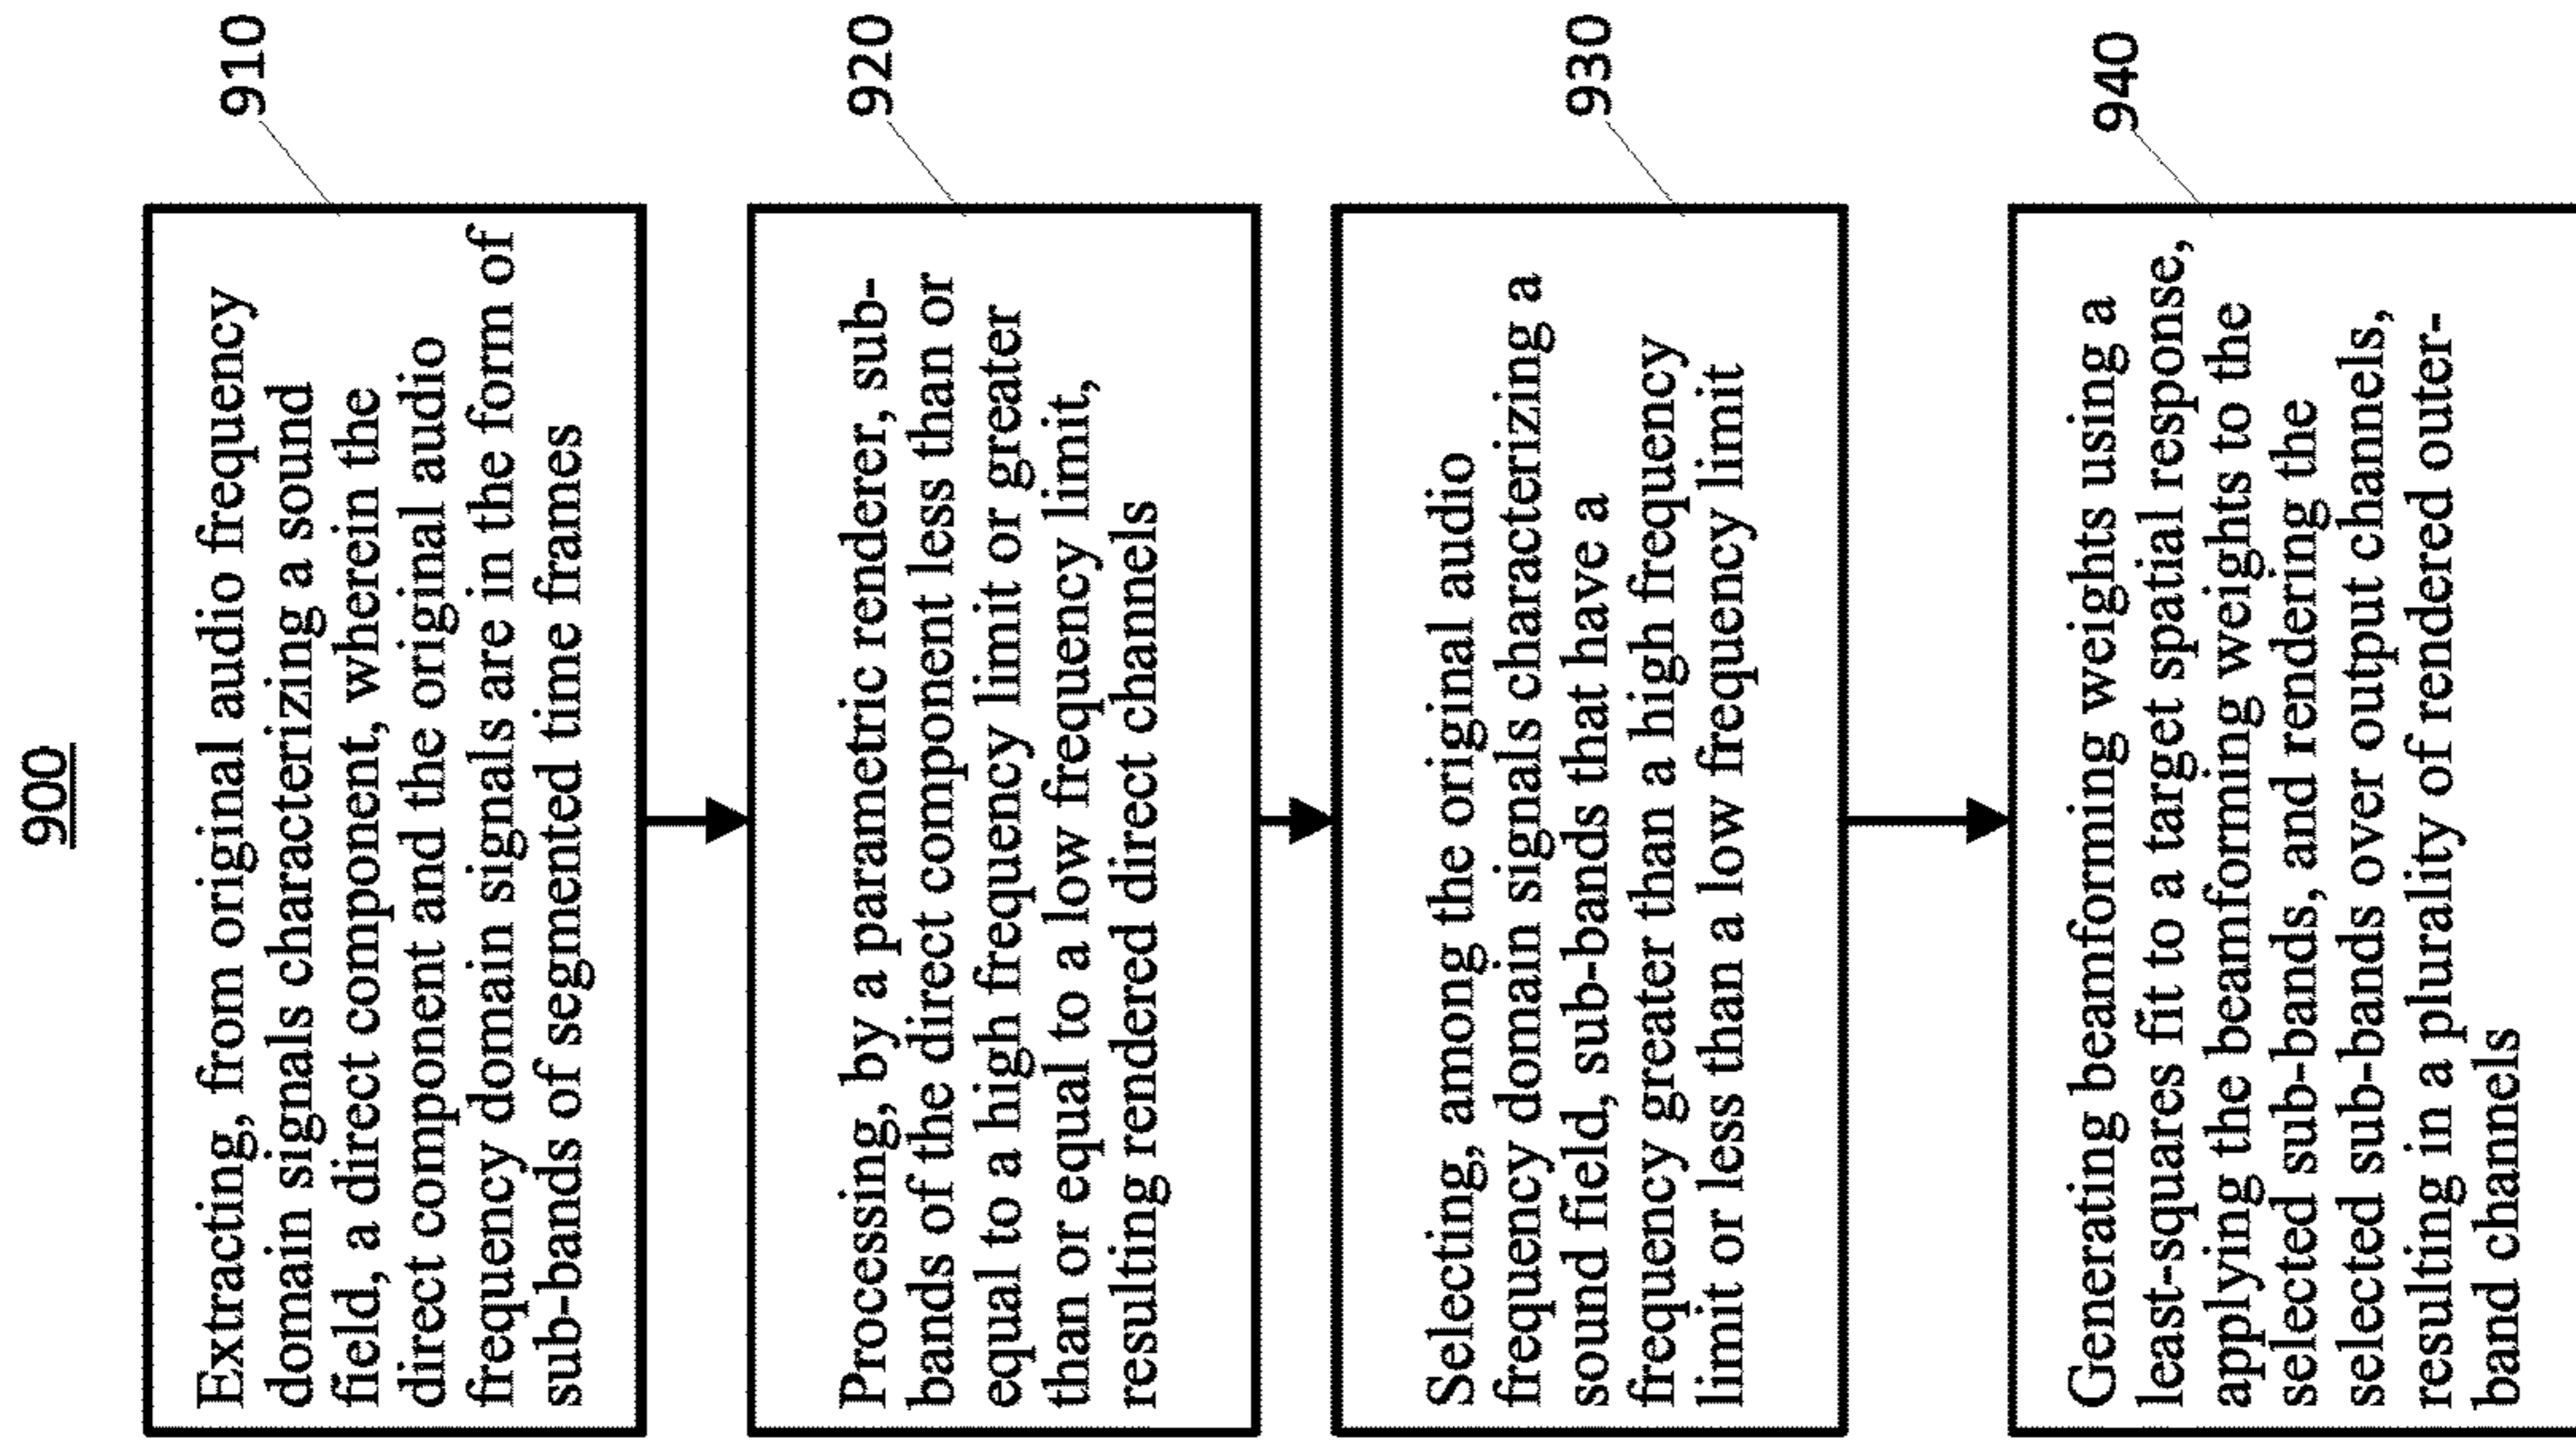 900
910
Extracting, from original audio frequency
domain signals characterizing a sound
field, a direct component, wherein the
direct component and the original audio
frequency domain signals are in the form of
sub-bands of segmented time frames
920
Processing, by a parametric renderer, sub-
bands of the direct component less than or
equal to a high frequency limit or greater
than or equal to a low frequency limit,
resulting rendered direct channels
930
Selecting, among the original audio
frequency domain signals characterizing a
sound field, sub-bands that have a
frequency greater than a high frequency
limit or less than a low frequency limit
940
Generating beamforming weights using a
least-squares fit to a target spatial response,
applying the beamforming weights to the
selected sub-bands, and rendering the
selected sub-bands over output channels,
resulting in a plurality of rendered outer-
band channels